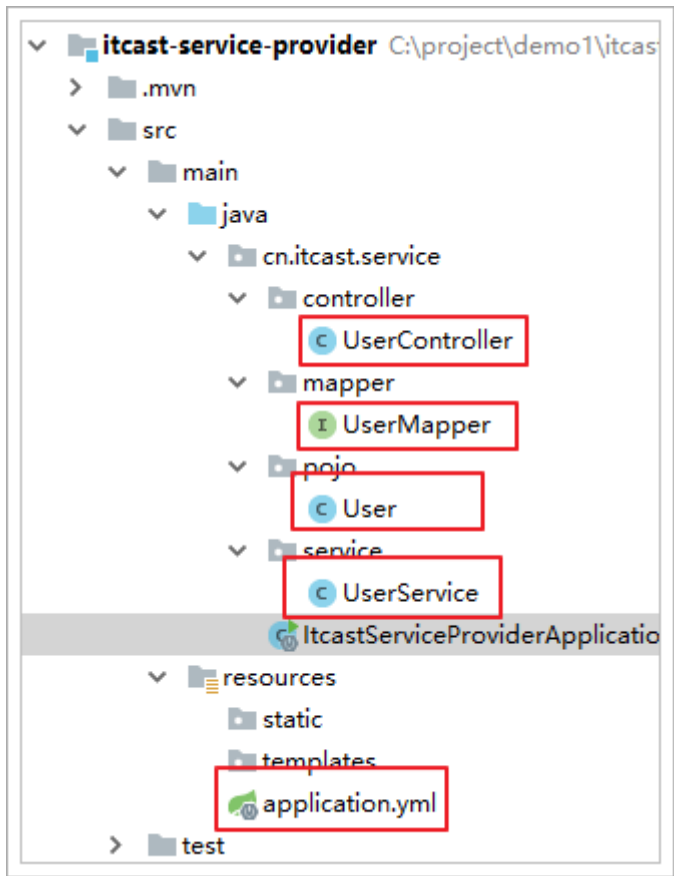 itcast-service-provider C:\project\demo1\itcas
.mvn
src
main
java
cn.itcast.service
controller
C UserController
mapper
I UserMapper
pojo
C User
service
C UserService
ItcastServiceProviderApplicatio
resources
static
templates
application.yml
test